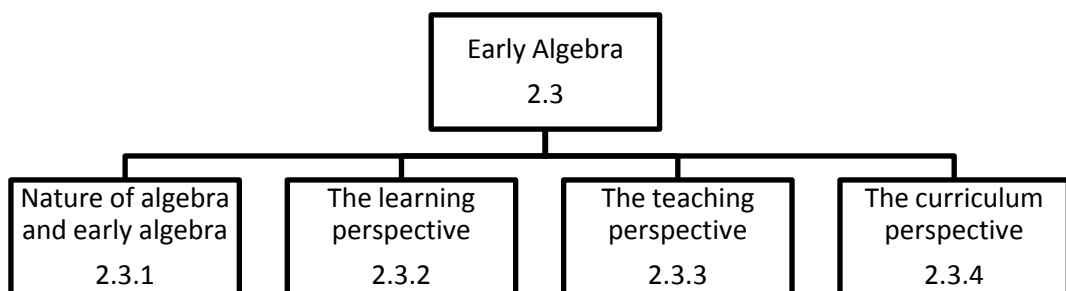 Early Algebra
2.3
Nature of algebra
and early algebra
2.3.1
The learning
perspective
2.3.2
The teaching
perspective
2.3.3
The curriculum
perspective
2.3.4